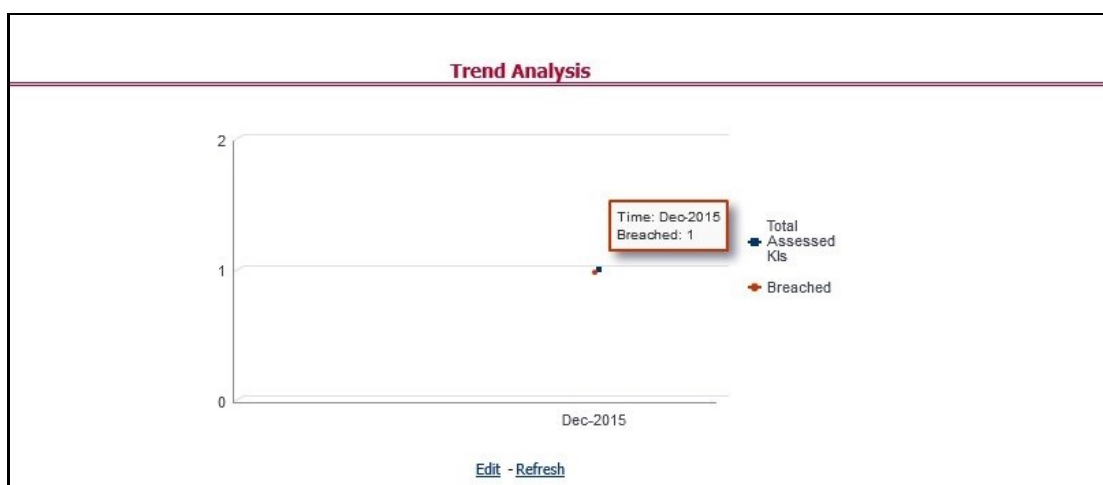 Trend Analysis
2
Time: Dec-2015
Breached: 1
Total
Assessed
KIs
1
Breached
0
Dec-2015
Edit - Refresh